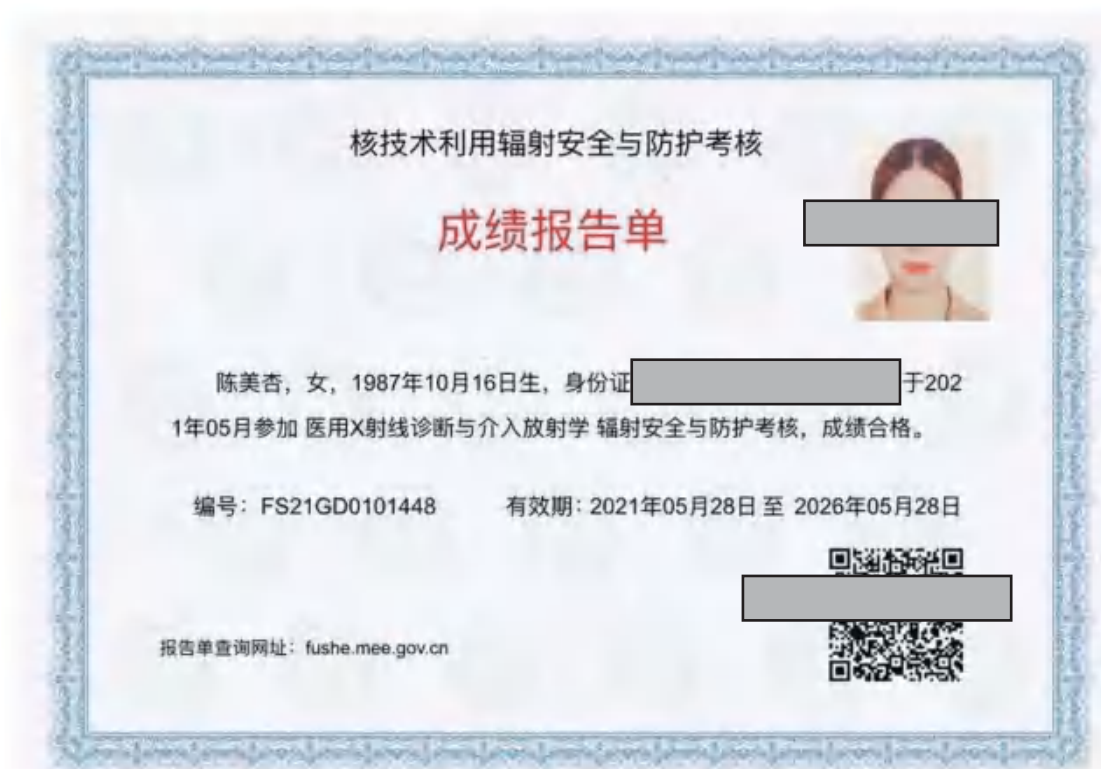 核技术利用辐射安全与防护考核
成绩报告单
陈美杏，女，1987年10月16日生，身份证
于202
1年05月参加 医用X射线诊断与介入放射学 辐射安全与防护考核，成绩合格。
编号：FS21GD0101448 有效期：2021年05月28日 至 2026年05月28日
报告单查询网址：fushe.mee.gov.cn